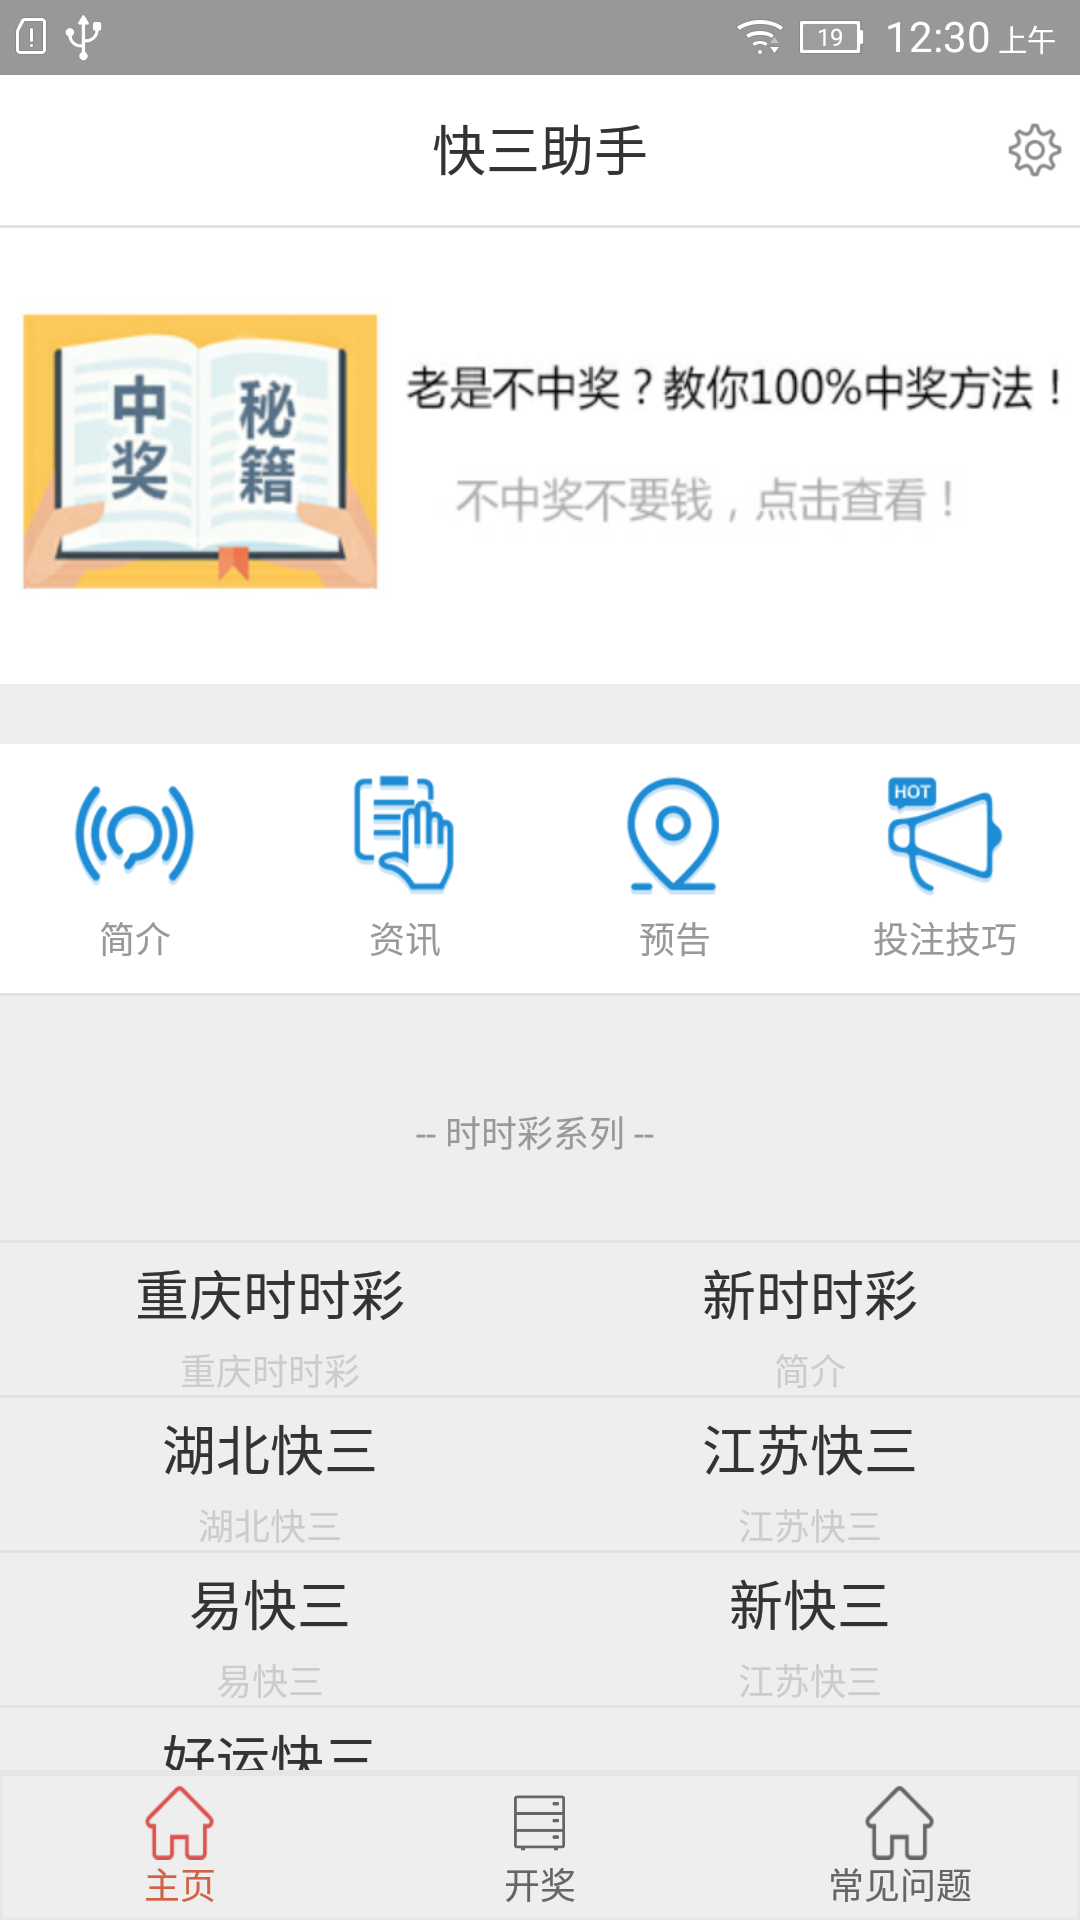 19 12:30 上午
快三助手
中奖 秘籍
老是不中奖？教你100%中奖方法！
不中奖不要钱，点击查看！
HOT
简介 资讯 预告 投注技巧
-- 时时彩系列 --
重庆时时彩 新时时彩
重庆时时彩 简介
湖北快三 江苏快三
湖北快三 江苏快三
易快三 新快三
易快三 江苏快三
好运快三
主页 开奖 常见问题